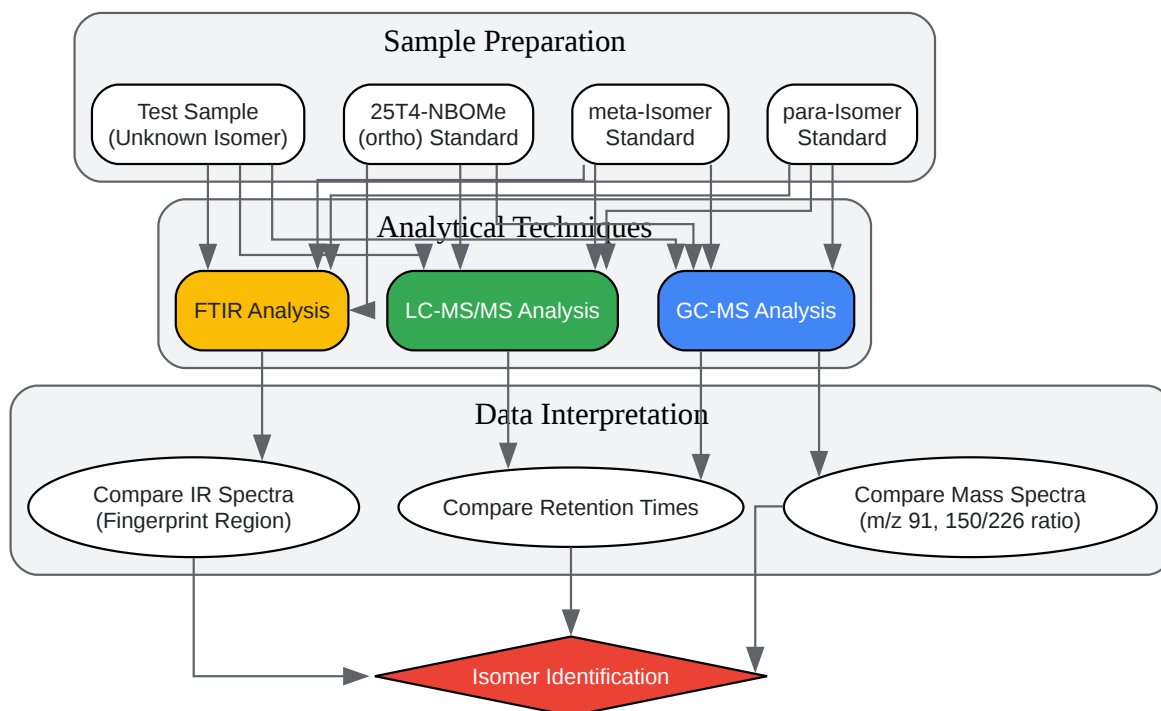 Sample Preparation
Test Sample
(Unknown Isomer)
25T4-NBOMe
(ortho) Standard
meta-Isomer
Standard
para-Isomer
Standard
Analytical Techniques
FTIR Analysis
LC-MS/MS Analysis
GC-MS Analysis
Data Interpretation
Compare IR Spectra
(Fingerprint Region)
Compare Retention Times
Compare Mass Spectra
(m/z 91, 150/226 ratio)
Isomer Identification